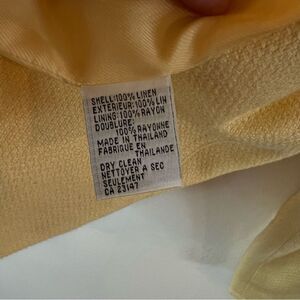 SHELL:100% LINEN
EXTERIEUR:100% LIN
LINING:100% RAYON
DOUBLURE:
100% RAYONNE
MADE IN THAILAND
FABRIQUE EN
THAILANDE
DRY CLEAN
NETTOYER A SEC
SEULEMENT
CA 23147